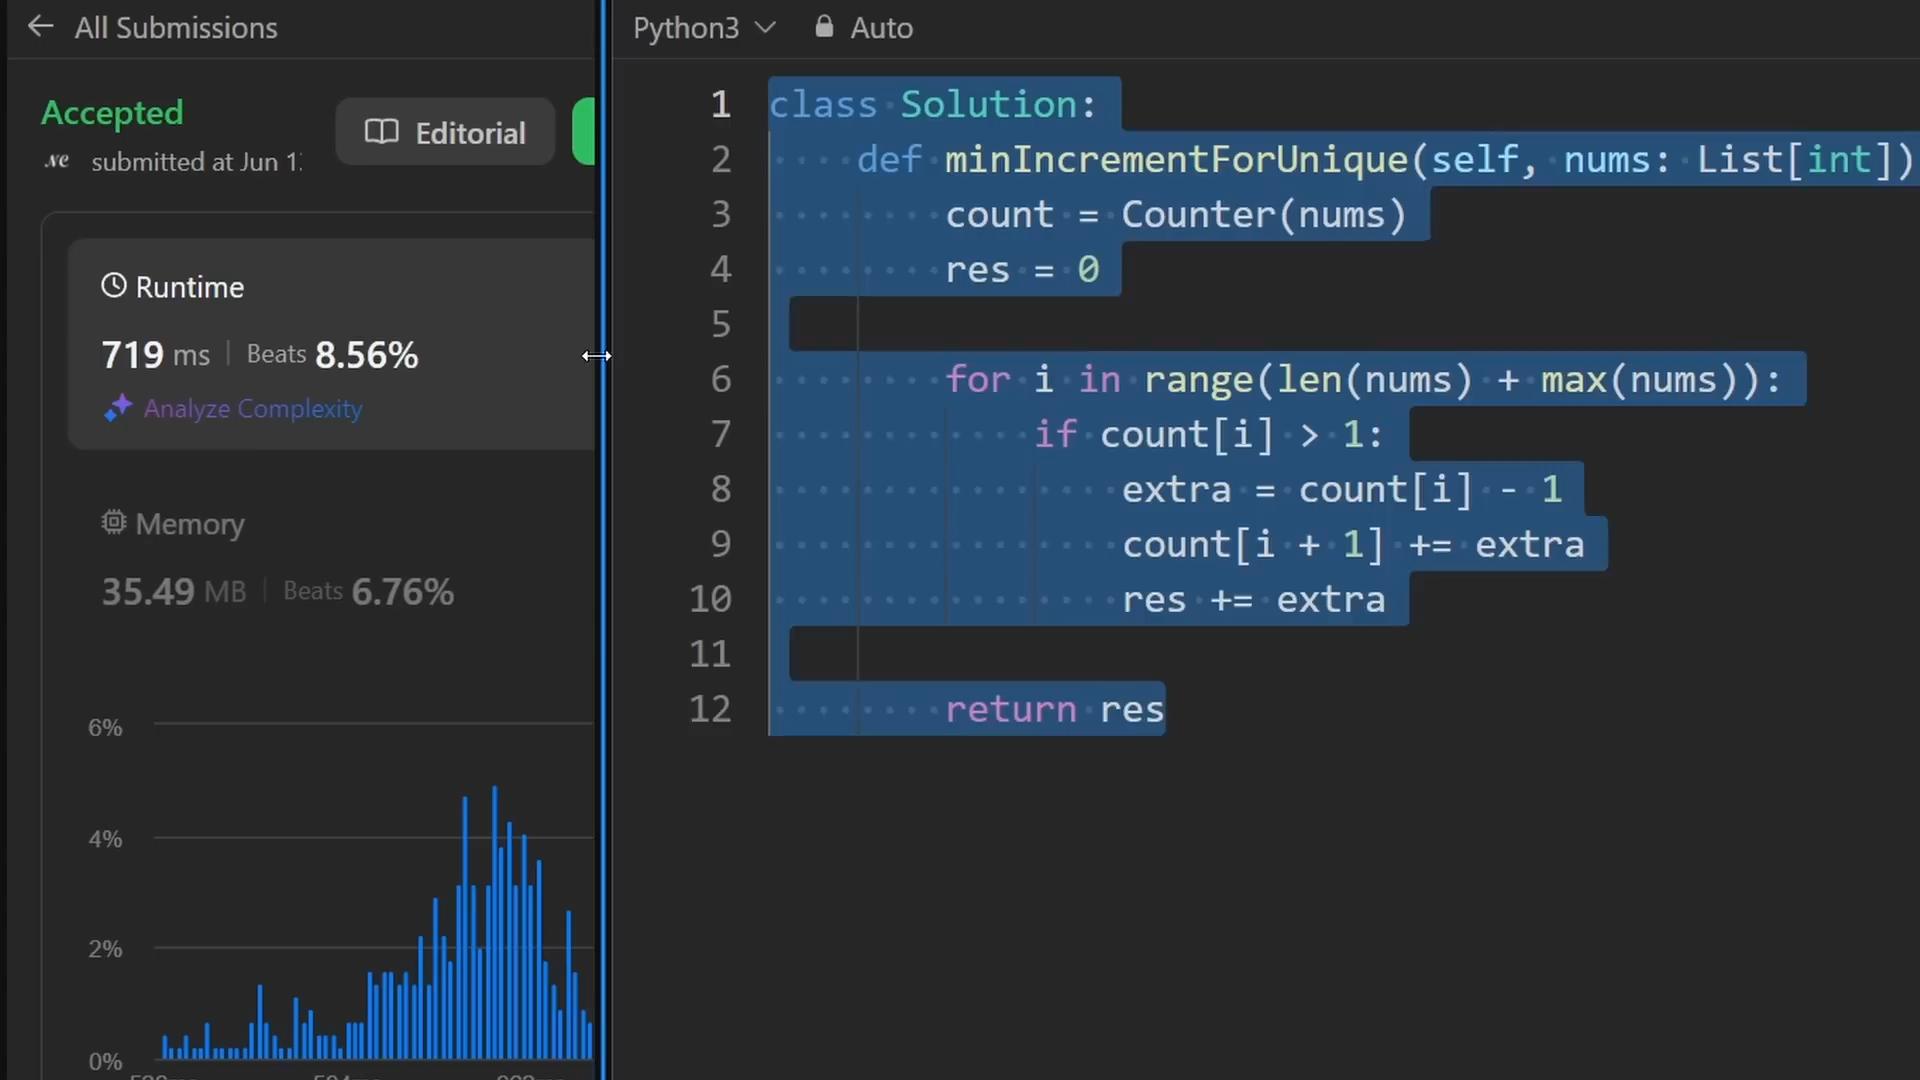 All Submissions
Accepted
Editorial
submitted at Jun 1
Runtime
719 ms | Beats 8.56%
Analyze Complexity
Memory
35.49 MB | Beats 6.76%
6%
4%
2%
0%
Python3
Auto
1 class Solution:
2 def minIncrementForUnique(self, nums: List[int])
3 count = Counter(nums)
4 res = 0
5
6 for i in range(len(nums) + max(nums)):
7 if count[i] > 1:
8 extra = count[i] - 1
9 count[i + 1] += extra
10 res += extra
11
12 return res